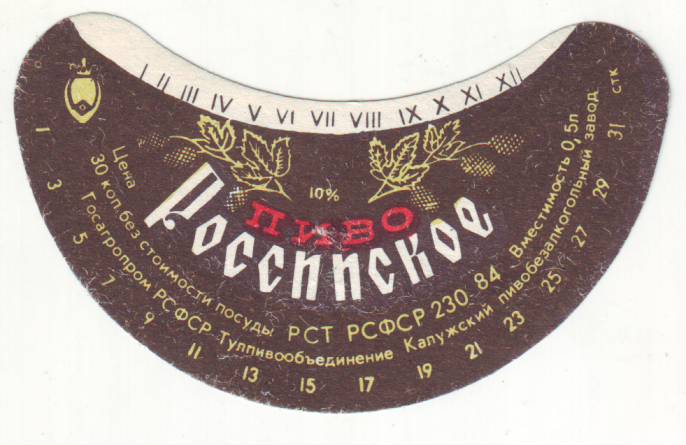 I II III IV V VI VII VIII IX X XI XII
10%
ПИВО
Российское
Цена
30 коп. без стоимости посуды РСТ РСФСР 230 84 Вместимость 0,5л
Госагропром РСФСР Тулпивообъединение Калужский пивобезалкогольный завод
1 3 5 7 9 11 13 15 17 19 21 23 25 27 29 31 стк